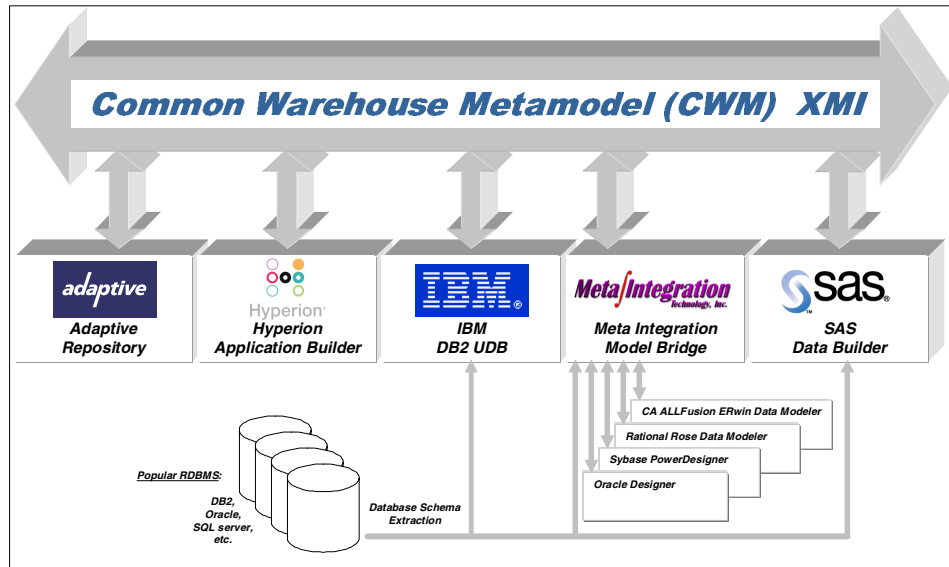 Common Warehouse Metamodel (CWM) XMI
adaptive
Adaptive
Repository
Hyperion®
Hyperion
Application Builder
IBM®
IBM
DB2 UDB
Meta Integration
Technology, Inc.
Meta Integration
Model Bridge
sas®
TM
SAS
Data Builder
CA ALLFusion ERwin Data Modeler
Rational Rose Data Modeler
Sybase PowerDesigner
Oracle Designer
Popular RDBMS:
DB2,
Oracle,
SQL server,
etc.
Database Schema
Extraction